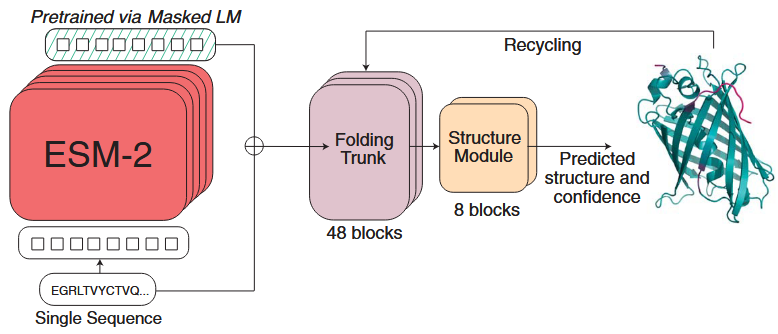 Pretrained via Masked LM
ESM-2
EGRLTVYCTVQ...
Single Sequence
Folding
Trunk
48 blocks
Structure
Module
8 blocks
Recycling
Predicted
structure and
confidence